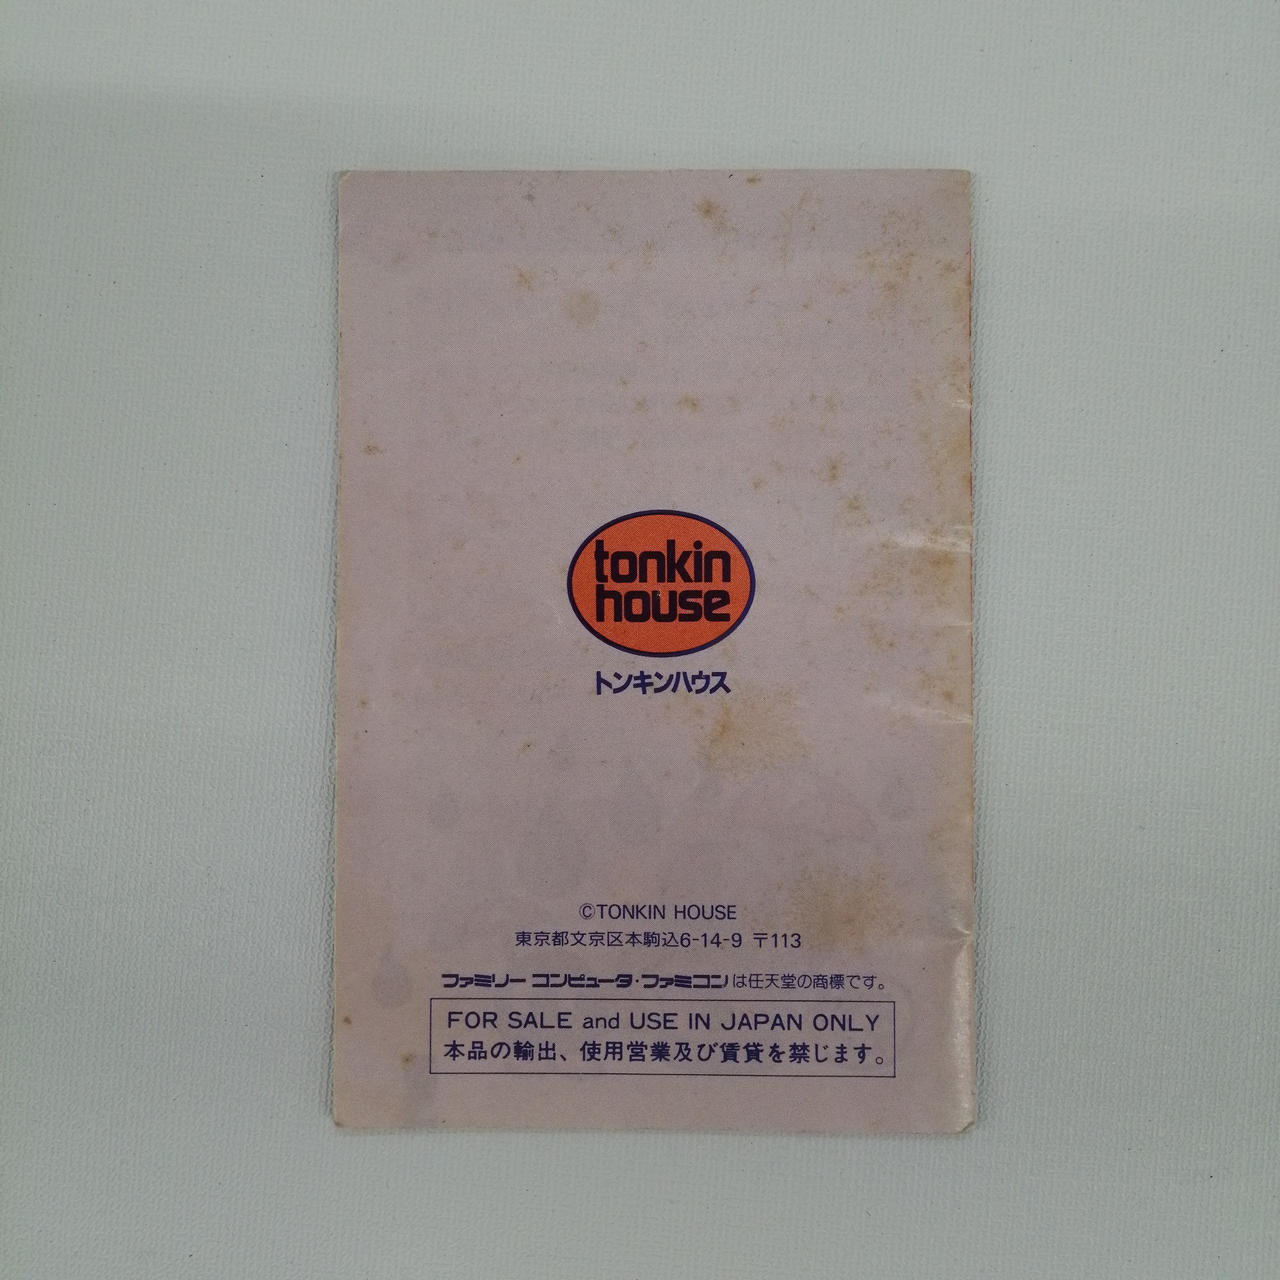 tonkin
house
トンキンハウス
©TONKIN HOUSE
東京都文京区本駒込6-14-9 〒113
ファミリーコンピュータ・ファミコンは任天堂の商標です。
FOR SALE and USE IN JAPAN ONLY
本品の輸出、使用営業及び賃貸を禁じます。